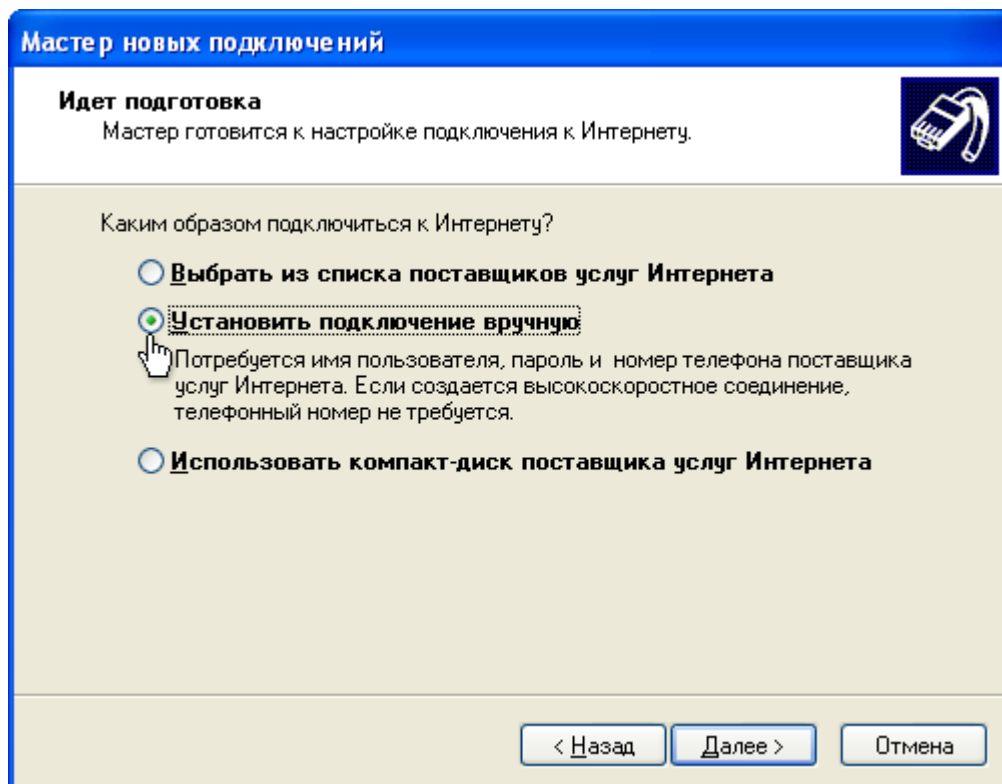 Мастер новых подключений
Идет подготовка
Мастер готовится к настройке подключения к Интернету.
Каким образом подключиться к Интернету?
Выбрать из списка поставщиков услуг Интернета
Установить подключение вручную
Потребуется имя пользователя, пароль и  номер телефона поставщика
услуг Интернета. Если создается высокоскоростное соединение,
телефонный номер не требуется.
Использовать компакт-диск поставщика услуг Интернета
< Назад Далее > Отмена